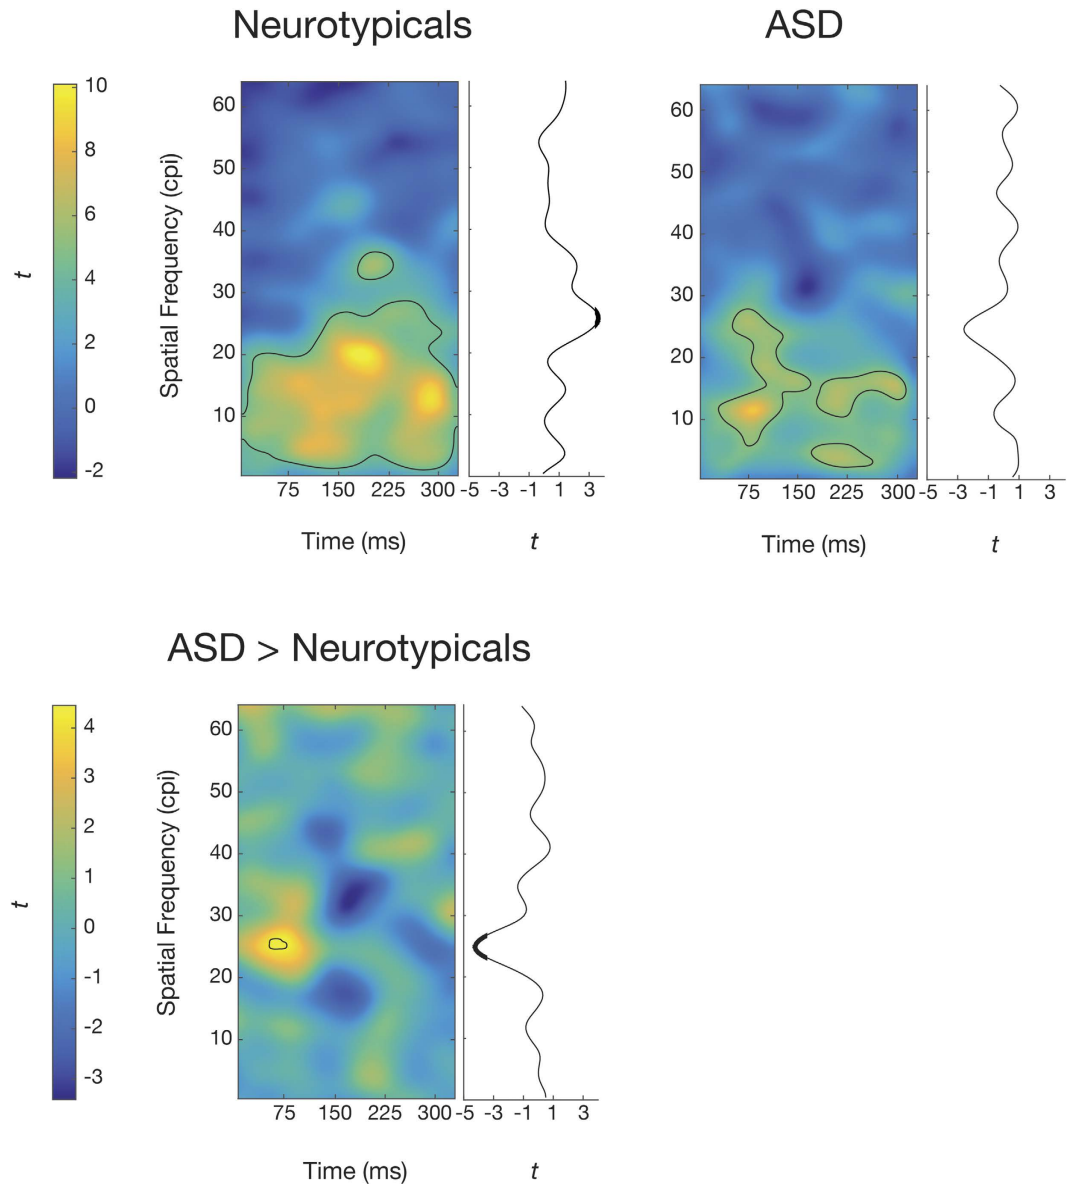 Neurotypicals
ASD
10
8
6
4
2
0
-2
t
Spatial Frequency (cpi)
60
50
40
30
20
10
75 150 225 300
-5 -3 -1 1 3
Time (ms)
t
60
50
40
30
20
10
75 150 225 300
-5 -3 -1 1 3
Time (ms)
t
ASD > Neurotypicals
4
3
2
1
0
-1
-2
-3
t
Spatial Frequency (cpi)
60
50
40
30
20
10
75 150 225 300
-5 -3 -1 1 3
Time (ms)
t